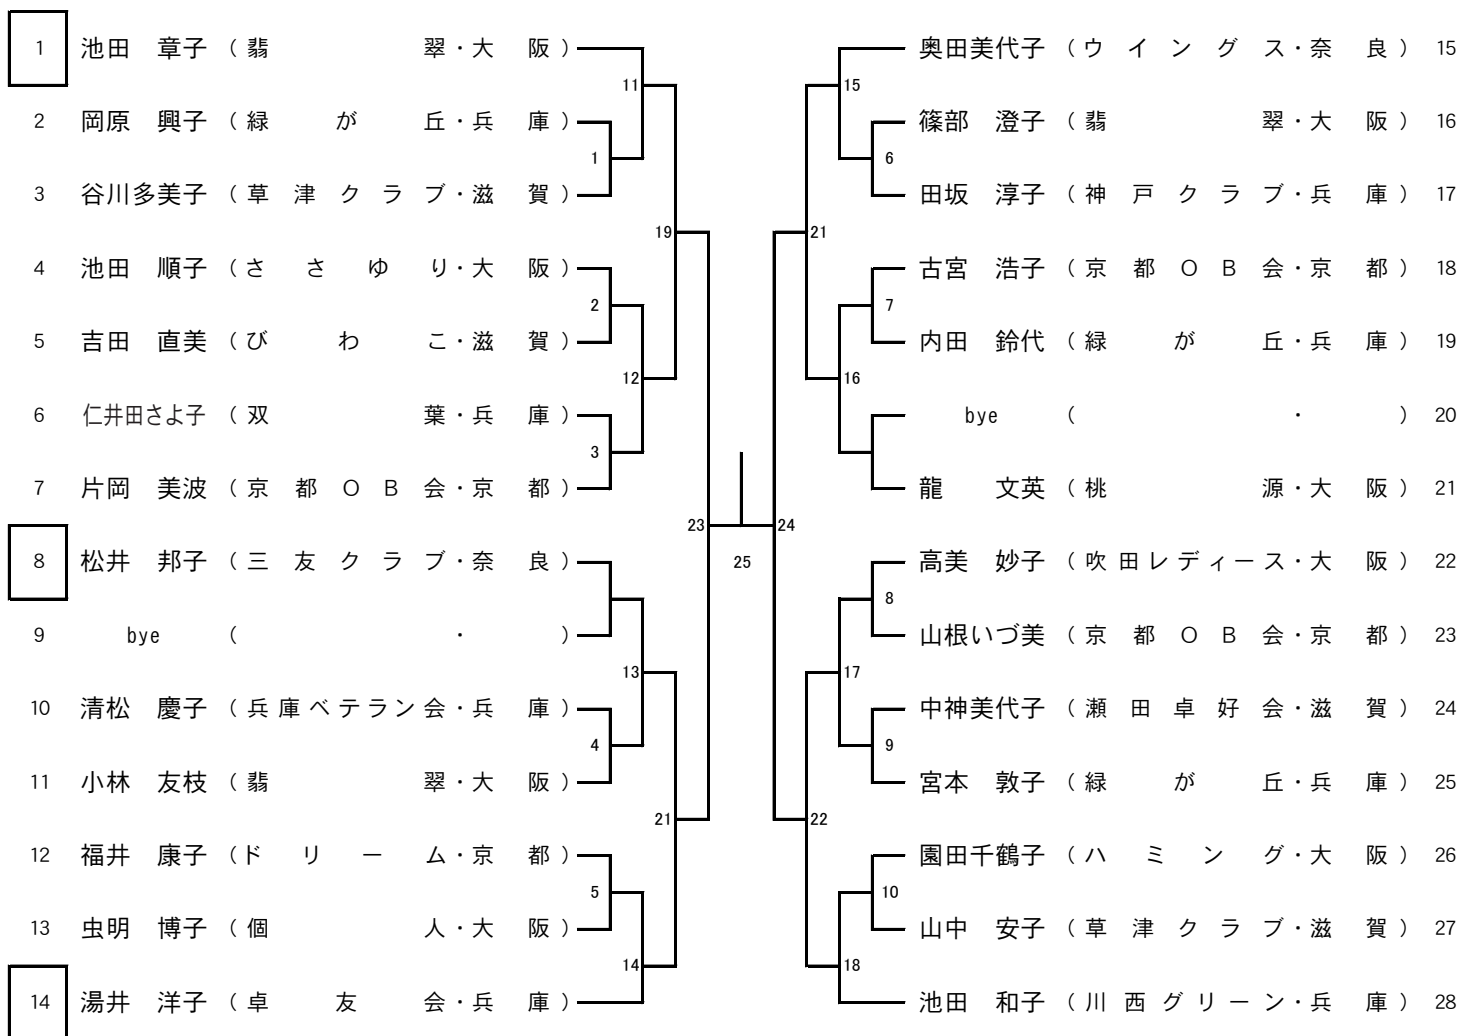 1 池田 章子 (翡翠・大阪)
2 岡原 興子 (緑が丘・兵庫)
3 谷川多美子 (草津クラブ・滋賀)
4 池田 順子 (ささゆり・大阪)
5 吉田 直美 (びわこ・滋賀)
6 仁井田さよ子 (双葉・兵庫)
7 片岡 美波 (京都OB会・京都)
8 松井 邦子 (三友クラブ・奈良)
9 bye ( ・ )
10 清松 慶子 (兵庫ベテラン会・兵庫)
11 小林 友枝 (翡翠・大阪)
12 福井 康子 (ドリーム・京都)
13 虫明 博子 (個人・大阪)
14 湯井 洋子 (卓友会・兵庫)
11
1
19
2
12
3
23
13
4
21
5
14
25
15
6
21
7
16
24
8
17
9
22
10
18
奥田美代子 (ウイングス・奈良) 15
篠部 澄子 (翡翠・大阪) 16
田坂 淳子 (神戸クラブ・兵庫) 17
古宮 浩子 (京都OB会・京都) 18
内田 鈴代 (緑が丘・兵庫) 19
bye ( ・ ) 20
龍 文英 (桃源・大阪) 21
高美 妙子 (吹田レディース・大阪) 22
山根いづ美 (京都OB会・京都) 23
中神美代子 (瀬田卓好会・滋賀) 24
宮本 敦子 (緑が丘・兵庫) 25
園田千鶴子 (ハミング・大阪) 26
山中 安子 (草津クラブ・滋賀) 27
池田 和子 (川西グリーン・兵庫) 28